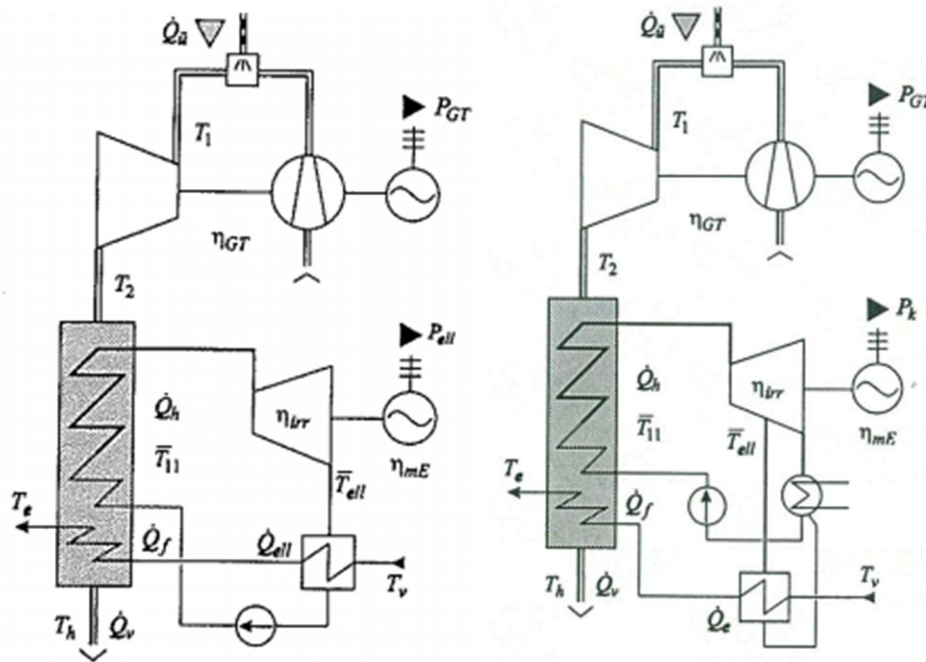 Q̇ü
P_GT
T₁
η_GT
T₂
P_ell
Q̇_h
η_irr
T̄₁₁
η_mE
T̄_ell
T_e
Q̇_f
Q̇_ell
T_v
T_h
Q̇_v
Q̇ü
P_GT
T₁
η_GT
T₂
P_k
Q̇_h
η_irr
T̄₁₁
T̄_ell
η_mE
T_e
Q̇_f
T_h
Q̇_v
Q̇_e
T_v